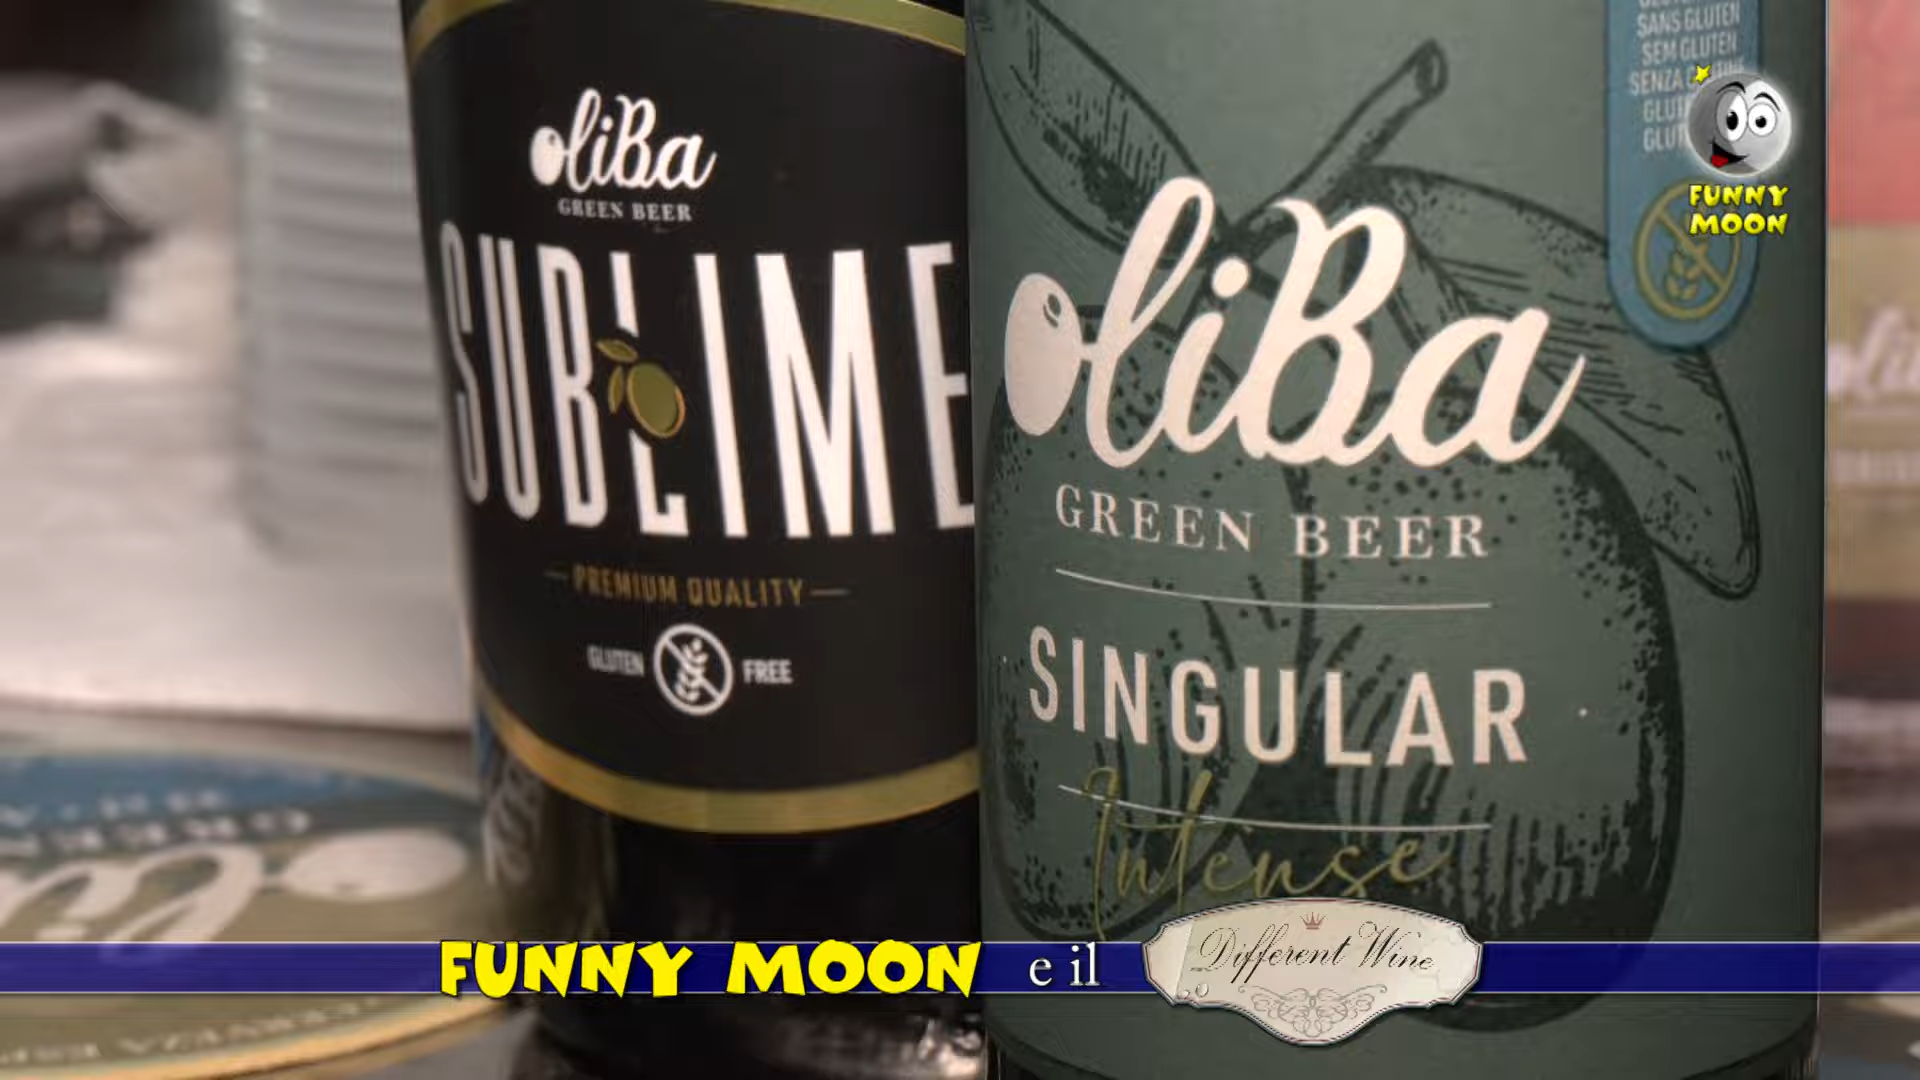 oliBa
GREEN BEER
SUBLIME
PREMIUM QUALITY
GLUTEN FREE
SANS GLUTEN
SEM GLUTEN
SENZA
oliBa
GREEN BEER
SINGULAR
Intense
FUNNY
MOON
FUNNY MOON e il Different Wine